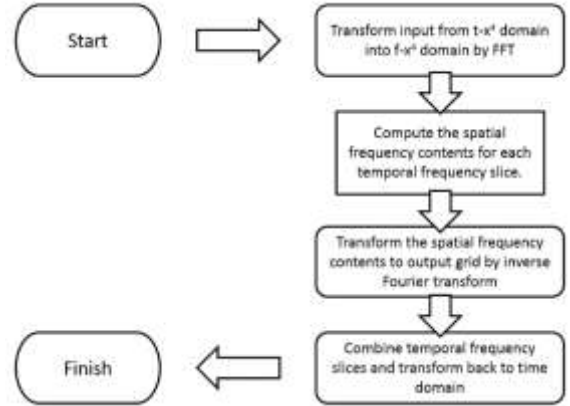 Start
Transform input from t-x⁴ domain
into f-x⁴ domain by FFT
Compute the spatial
frequency contents for each
temporal frequency slice.
Transform the spatial frequency
contents to output grid by inverse
Fourier transform
Combine temporal frequency
slices and transform back to time
domain
Finish